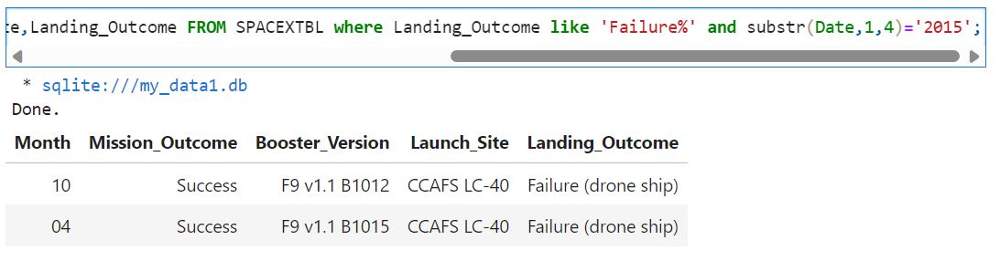 te,Landing_Outcome FROM SPACEXTBL where Landing_Outcome like 'Failure%' and substr(Date,1,4)='2015';
* sqlite:///my_data1.db
Done.
Month Mission_Outcome Booster_Version Launch_Site Landing_Outcome
10 Success F9 v1.1 B1012 CCAFS LC-40 Failure (drone ship)
04 Success F9 v1.1 B1015 CCAFS LC-40 Failure (drone ship)